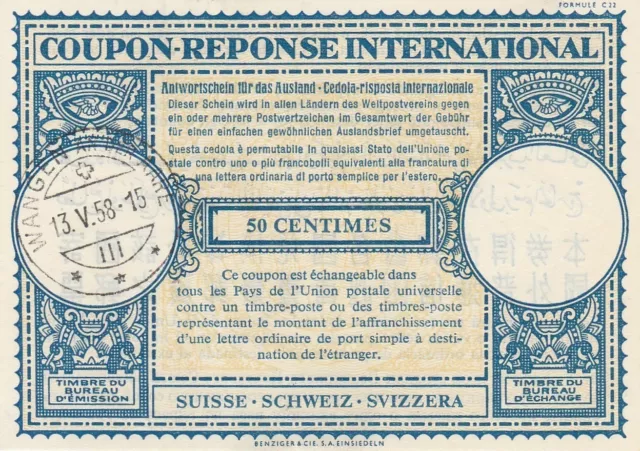 FORMULE C 22
COUPON-REPONSE INTERNATIONAL
Antwortschein für das Ausland · Cedola-risposta internazionale
Dieser Schein wird in allen Ländern des Weltpostvereins gegen
ein oder mehrere Postwertzeichen im Gesamtwert der Gebühr
für einen einfachen gewöhnlichen Auslandsbrief umgetauscht.
Questa cedola è permutabile in qualsiasi Stato dell'Unione po-
stale contro uno o più francobolli equivalenti alla francatura di
una lettera ordinaria di porto semplice per l'estero.
WANGEN
13.V.58-15
III
50 CENTIMES
Ce coupon est échangeable dans
tous les Pays de l'Union postale universelle
contre un timbre-poste ou des timbres-poste
représentant le montant de l'affranchissement
d'une lettre ordinaire de port simple à desti-
nation de l'étranger.
TIMBRE DU
BUREAU
D'ÉMISSION
TIMBRE DU
BUREAU
D'ÉCHANGE
SUISSE · SCHWEIZ · SVIZZERA
BENZIGER & CIE. S.A. EINSIEDELN